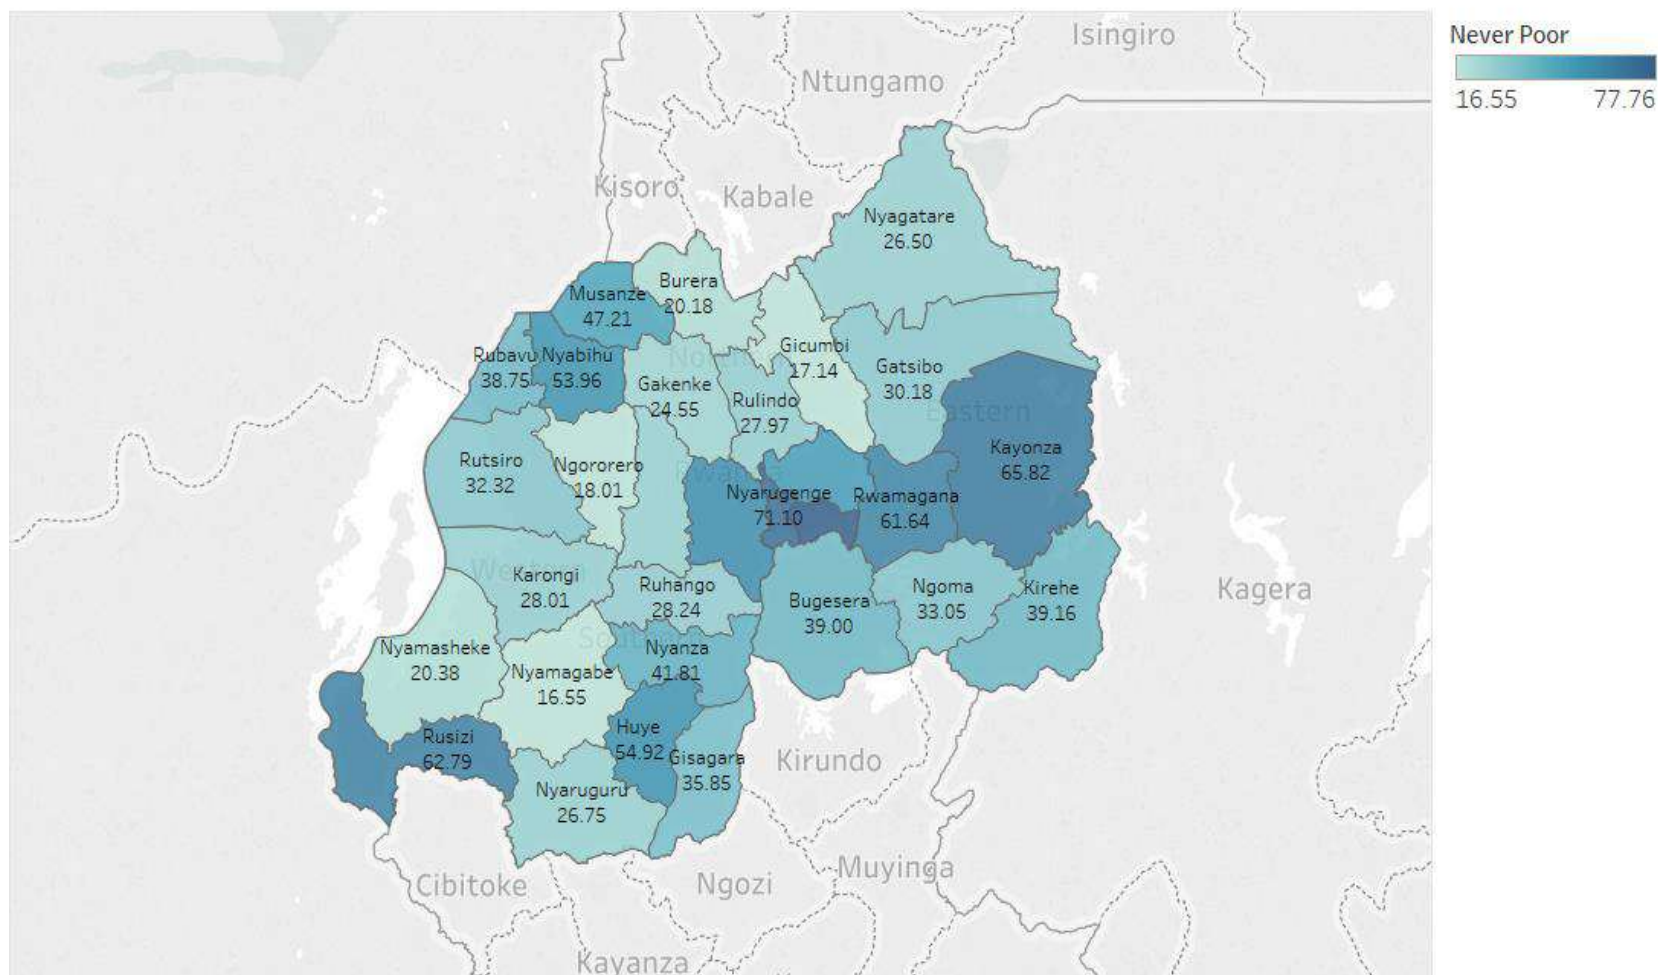 Isingiro
Never Poor
16.55 77.76
Ntungamo
Kisoro
Kabale
Nyagatare
26.50
Burera
20.18
Musanze
47.21
Gicumbi
17.14
Rubavu
38.75
Nyabihu
53.96
Gatsibo
30.18
Gakenke
24.55
Rulindo
27.97
Eastern
Kayonza
65.82
Rutsiro
32.32
Ngororero
18.01
Rwanda
Nyarugenge
71.10
Rwamagana
61.64
Western
Karongi
28.01
Ruhango
28.24
Bugesera
39.00
Ngoma
33.05
Kirehe
39.16
Kagera
Southern
Nyamasheke
20.38
Nyamagabe
16.55
Nyanza
41.81
Rusizi
62.79
Huye
54.92
Gisagara
35.85
Kirundo
Nyaruguru
26.75
Cibitoke
Ngozi
Muyinga
Kayanza